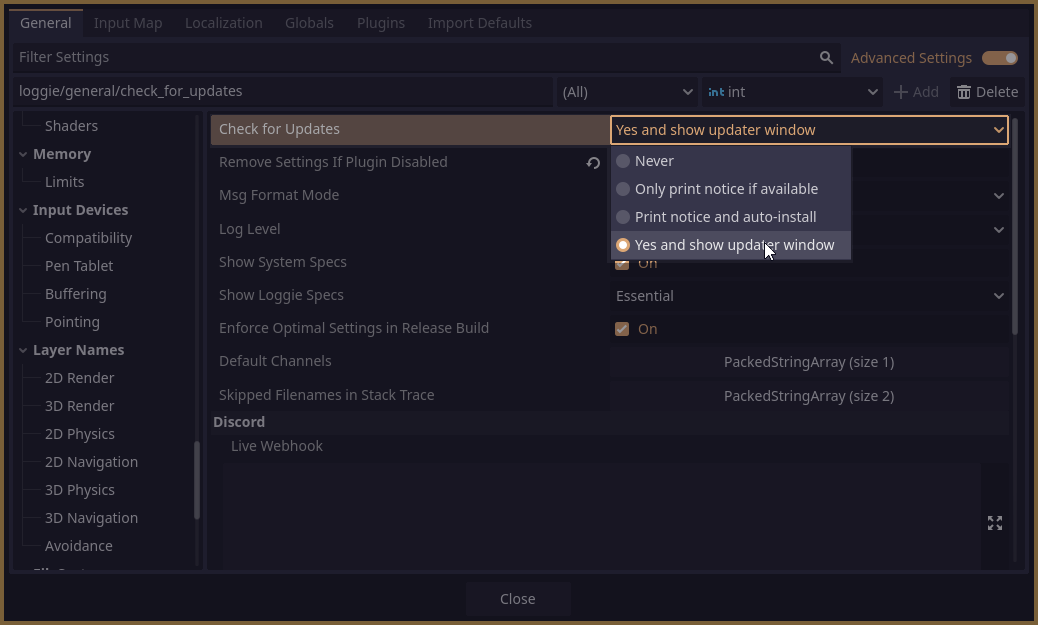 General Input Map Localization Globals Plugins Import Defaults
Filter Settings Advanced Settings
loggie/general/check_for_updates (All) int int Add Delete
Shaders
Memory
Limits
Input Devices
Compatibility
Pen Tablet
Buffering
Pointing
Layer Names
2D Render
3D Render
2D Physics
2D Navigation
3D Physics
3D Navigation
Avoidance
Check for Updates Yes and show updater window
Never
Only print notice if available
Print notice and auto-install
Yes and show updater window
Remove Settings If Plugin Disabled
Msg Format Mode
Log Level
Show System Specs On
Show Loggie Specs Essential
Enforce Optimal Settings in Release Build On
Default Channels PackedStringArray (size 1)
Skipped Filenames in Stack Trace PackedStringArray (size 2)
Discord
Live Webhook
Close